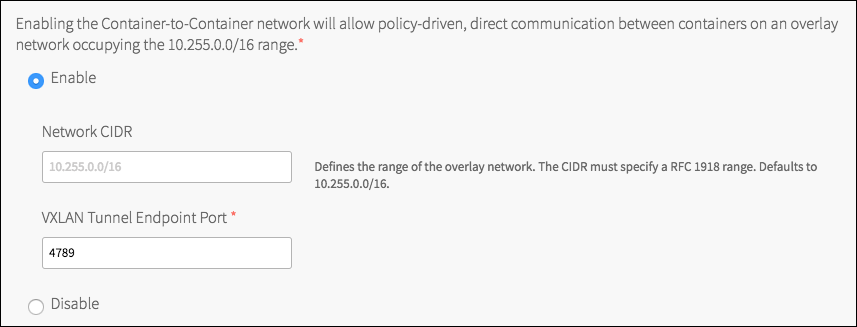 Enabling the Container-to-Container network will allow policy-driven, direct communication between containers on an overlay
network occupying the 10.255.0.0/16 range.*
Enable
Network CIDR
10.255.0.0/16
Defines the range of the overlay network. The CIDR must specify a RFC 1918 range. Defaults to
10.255.0.0/16.
VXLAN Tunnel Endpoint Port *
4789
Disable